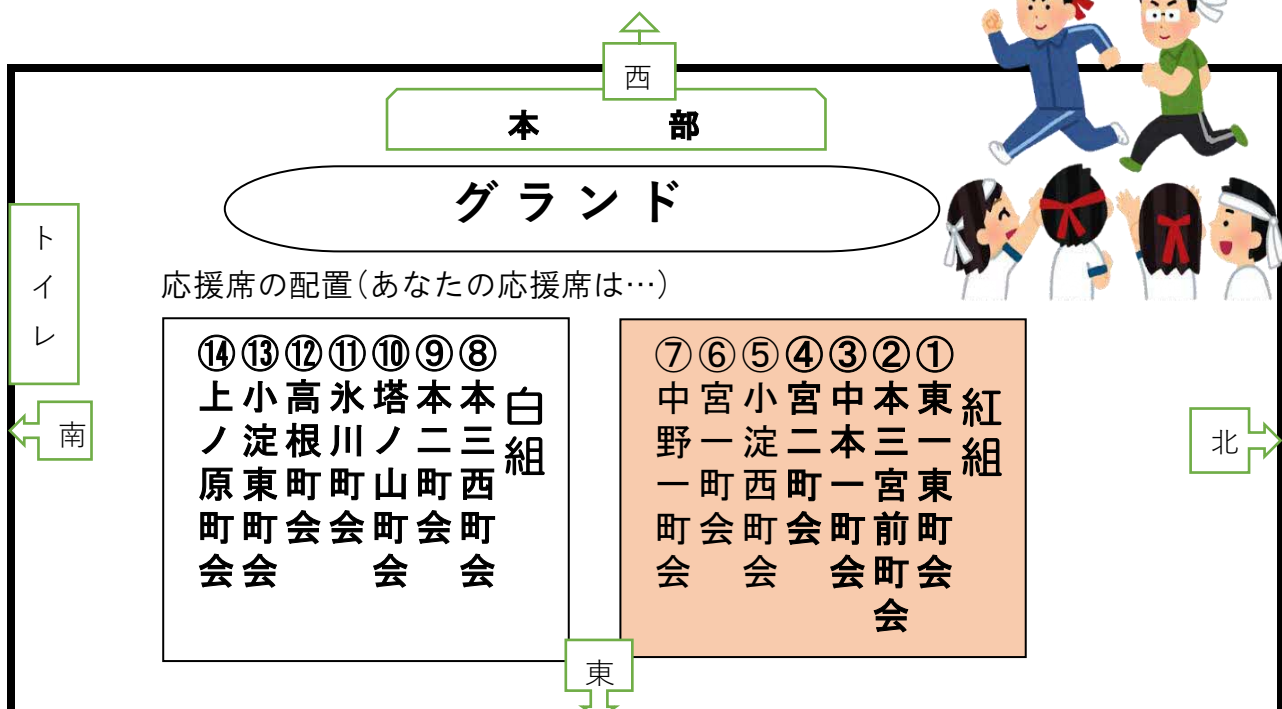 西
本　部
グランド
トイレ
応援席の配置(あなたの応援席は…)
紅組
①東一東町会
②本三宮前町会
③中本一町会
④宮二町会
⑤小淀西町会
⑥宮一町会
⑦中野一町会
白組
⑧本三西町会
⑨本二町会
⑩塔ノ山町会
⑪氷川町会
⑫高根町会
⑬小淀東町会
⑭上ノ原町会
南
北
東